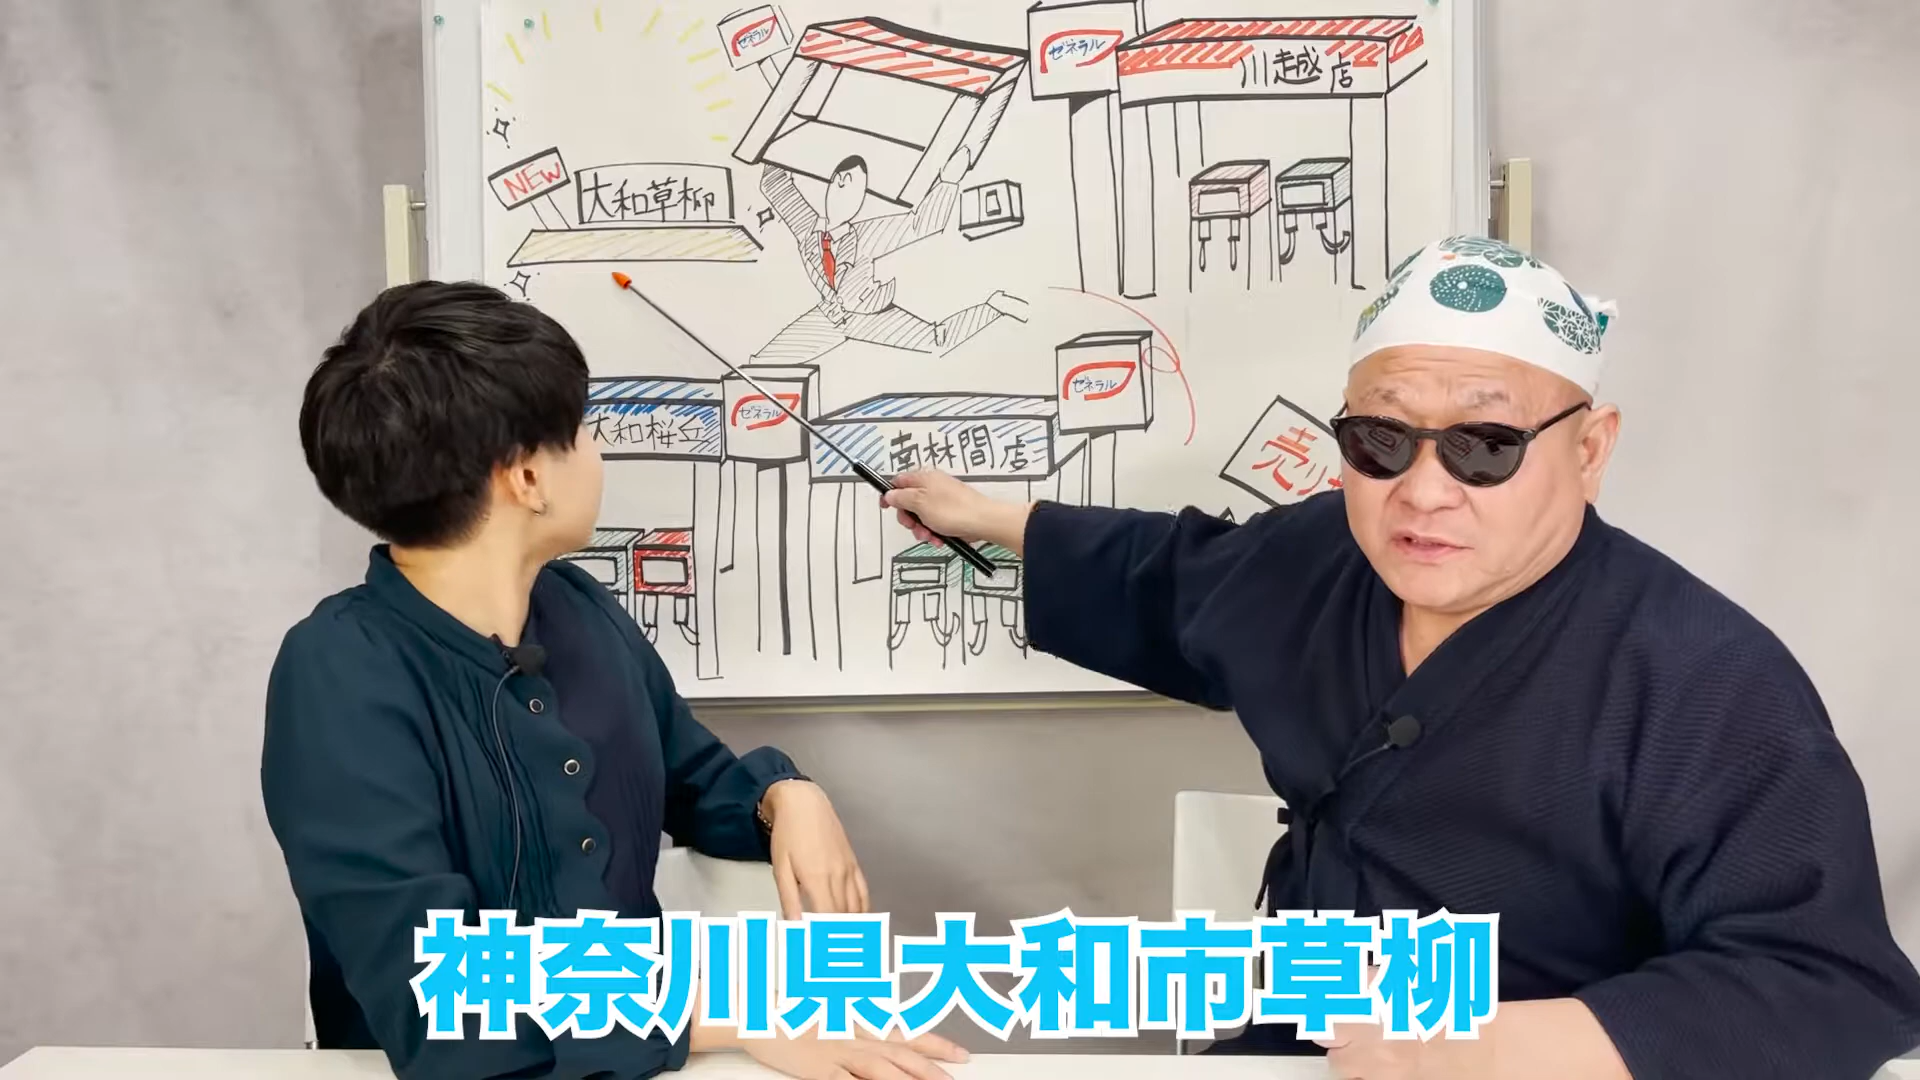 ゼネラル
ゼネラル
川越店
NEW
大和草柳
大和桜丘
ゼネラル
南林間店
ゼネラル
売り
神奈川県大和市草柳